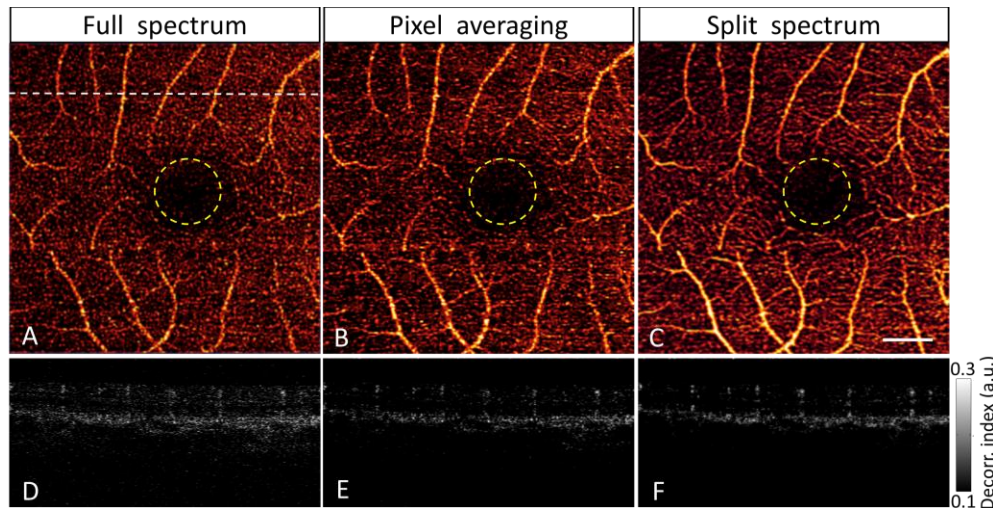 Full spectrum
Pixel averaging
Split spectrum
A
B
C
D
E
F
0.3
Decorr. index (a.u.)
0.1